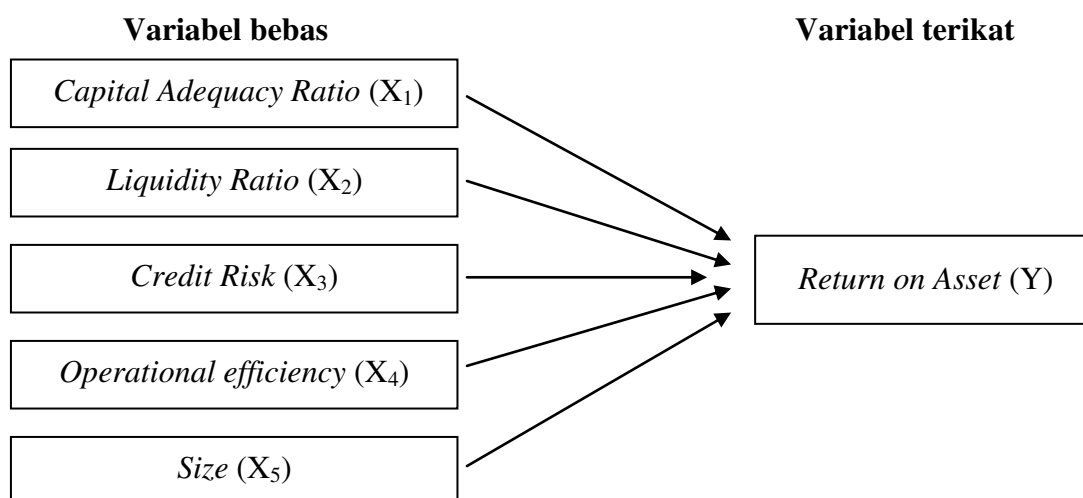 Variabel bebas
Variabel terikat
Capital Adequacy Ratio (X₁)
Liquidity Ratio (X₂)
Credit Risk (X₃)
Return on Asset (Y)
Operational efficiency (X₄)
Size (X₅)